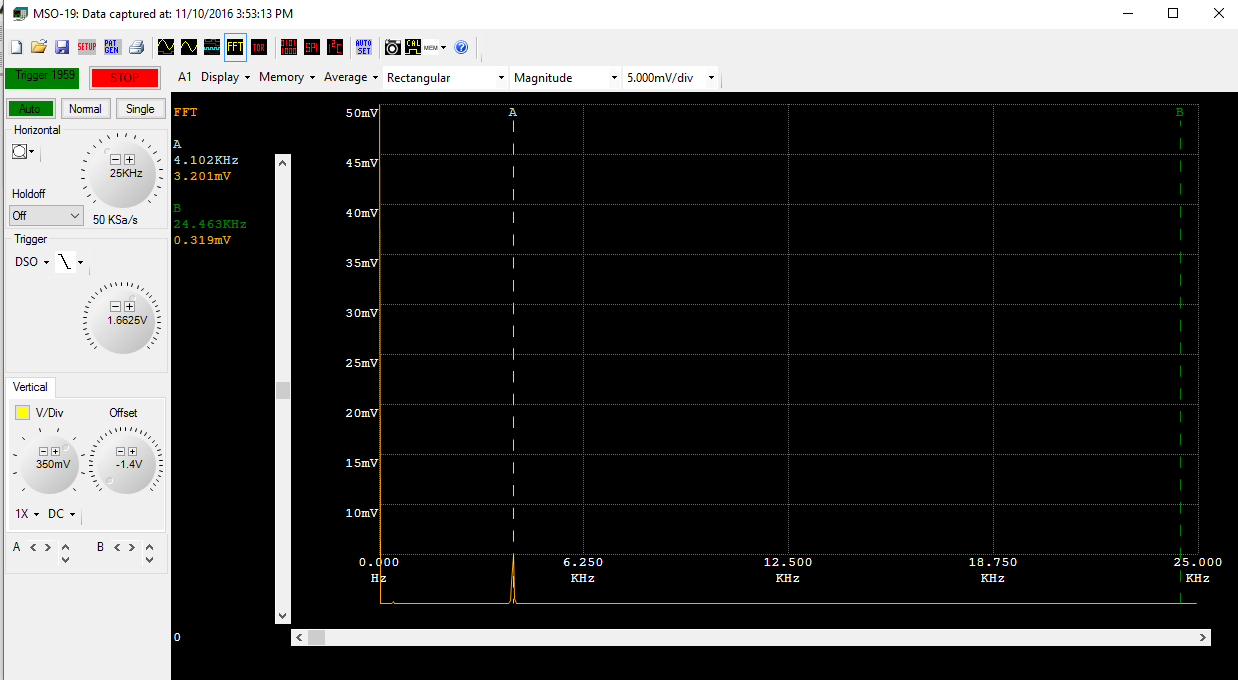 MSO-19: Data captured at: 11/10/2016 3:53:13 PM
SETUP PAT GEN FFT TOR SPI I²C AUTO SET CAL MEM ?
Trigger 1959 STOP A1 Display Memory Average Rectangular Magnitude 5.000mV/div
Auto Normal Single
Horizontal
25KHz
Holdoff
Off
50 KSa/s
Trigger
DSO
1.6625V
Vertical
V/Div Offset
350mV -1.4V
1X DC
A B
FFT
A
4.102KHz
3.201mV
B
24.463KHz
0.319mV
0
A B
50mV
45mV
40mV
35mV
30mV
25mV
20mV
15mV
10mV
0.000 6.250 12.500 18.750 25.000
Hz KHz KHz KHz KHz